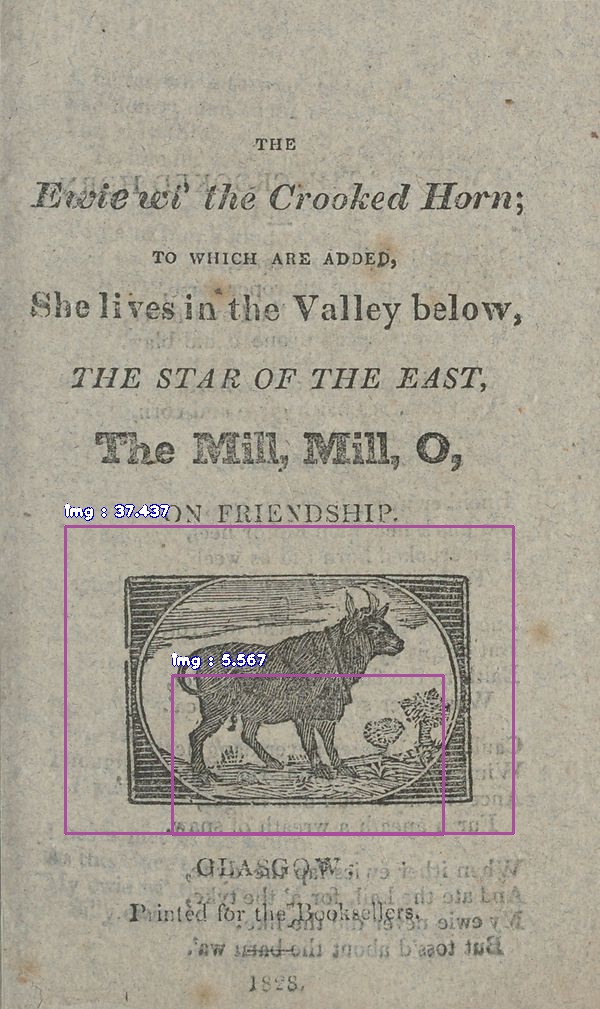 THE
Ewie wi' the Crooked Horn;
TO WHICH ARE ADDED,
She lives in the Valley below,
THE STAR OF THE EAST,
The Mill, Mill, O,
img : 37.437
ON FRIENDSHIP.
img : 5.567
GLASGOW:
Printed for the Booksellers.
1828.